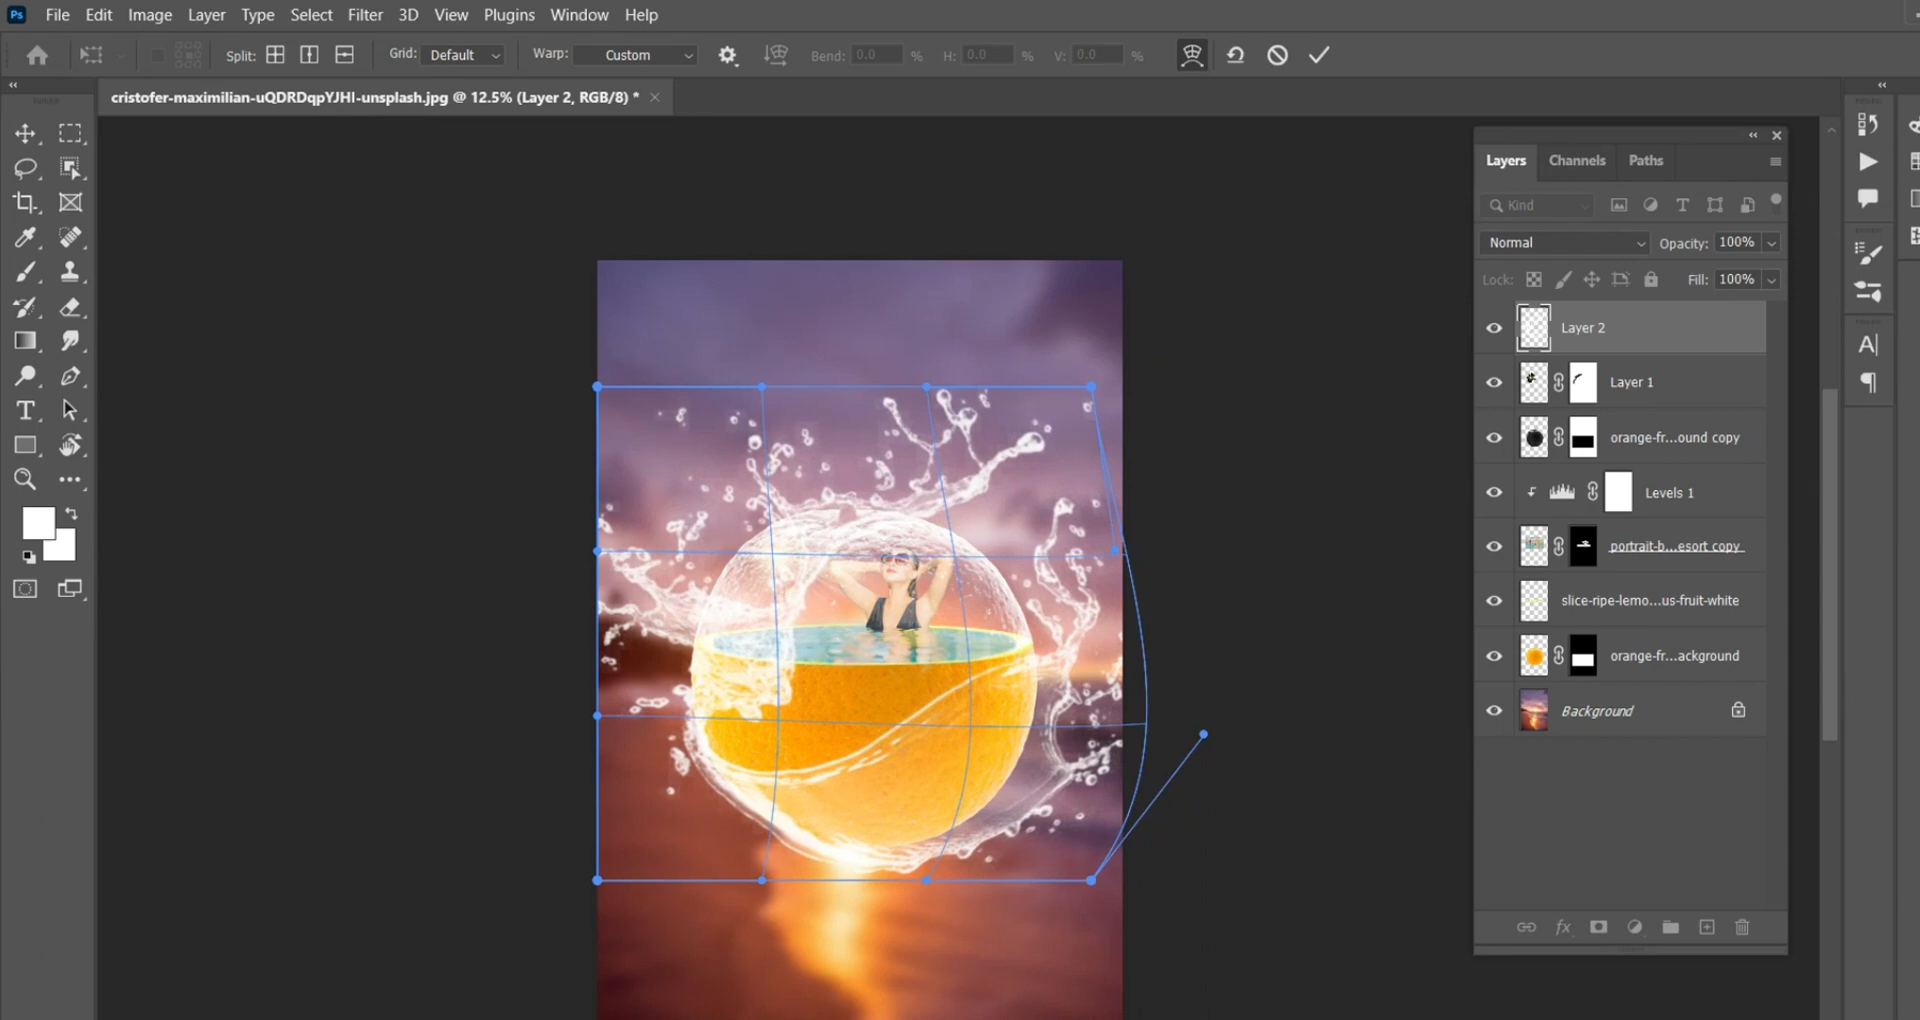 Ps File Edit Image Layer Type Select Filter 3D View Plugins Window Help
Split: Grid: Default Warp: Custom Bend: 0.0 % H: 0.0 % V: 0.0 %
cristofer-maximilian-uQDRDqpYJHI-unsplash.jpg @ 12.5% (Layer 2, RGB/8) *
Layers Channels Paths
Kind
Normal Opacity: 100%
Lock: Fill: 100%
Layer 2
Layer 1
orange-fr...ound copy
Levels 1
portrait-b...esort copy
slice-ripe-lemo...us-fruit-white
orange-fr...ackground
Background